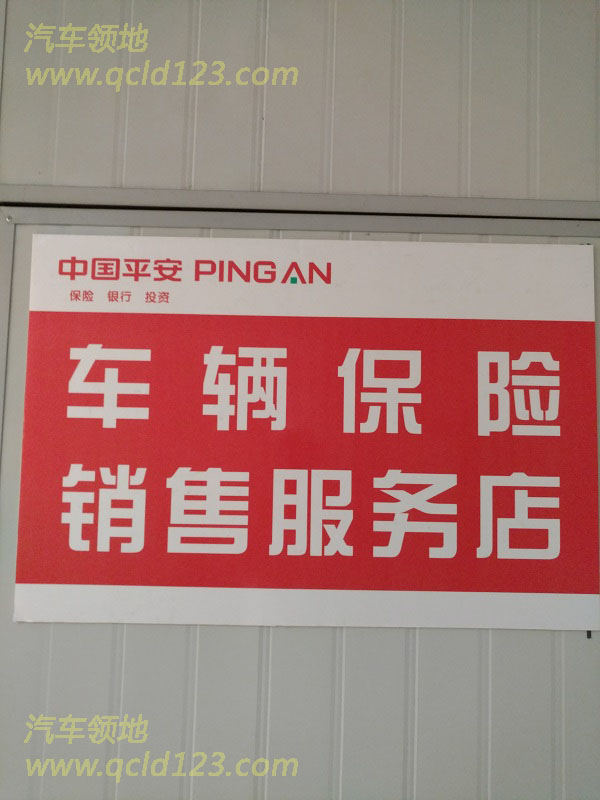 汽车领地
www.qcld123.com
中国平安 PING AN
保险 银行 投资
车辆保险
销售服务店
汽车领地
www.qcld123.com